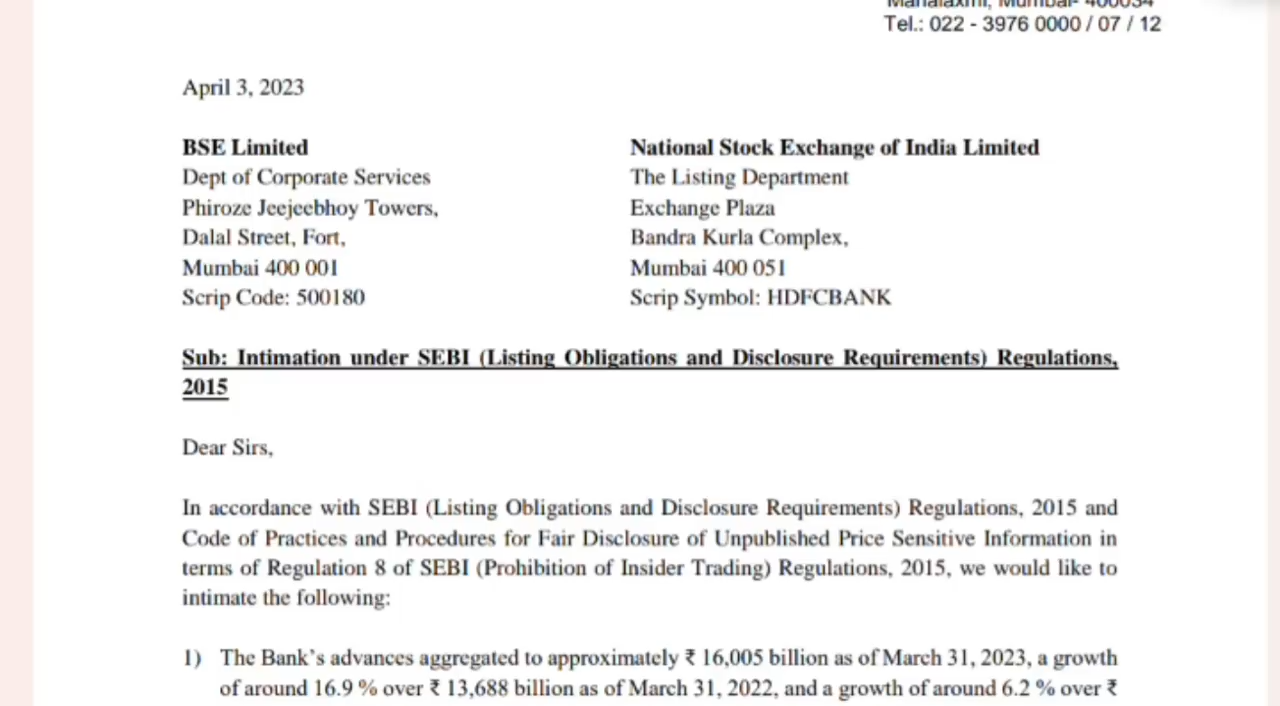 Mahalaxmi, Mumbai- 400034
Tel.: 022 - 3976 0000 / 07 / 12
April 3, 2023
BSE Limited
Dept of Corporate Services
Phiroze Jeejeebhoy Towers,
Dalal Street, Fort,
Mumbai 400 001
Scrip Code: 500180
National Stock Exchange of India Limited
The Listing Department
Exchange Plaza
Bandra Kurla Complex,
Mumbai 400 051
Scrip Symbol: HDFCBANK
Sub: Intimation under SEBI (Listing Obligations and Disclosure Requirements) Regulations,
2015
Dear Sirs,
In accordance with SEBI (Listing Obligations and Disclosure Requirements) Regulations, 2015 and
Code of Practices and Procedures for Fair Disclosure of Unpublished Price Sensitive Information in
terms of Regulation 8 of SEBI (Prohibition of Insider Trading) Regulations, 2015, we would like to
intimate the following:
1) The Bank’s advances aggregated to approximately ₹ 16,005 billion as of March 31, 2023, a growth
of around 16.9 % over ₹ 13,688 billion as of March 31, 2022, and a growth of around 6.2 % over ₹